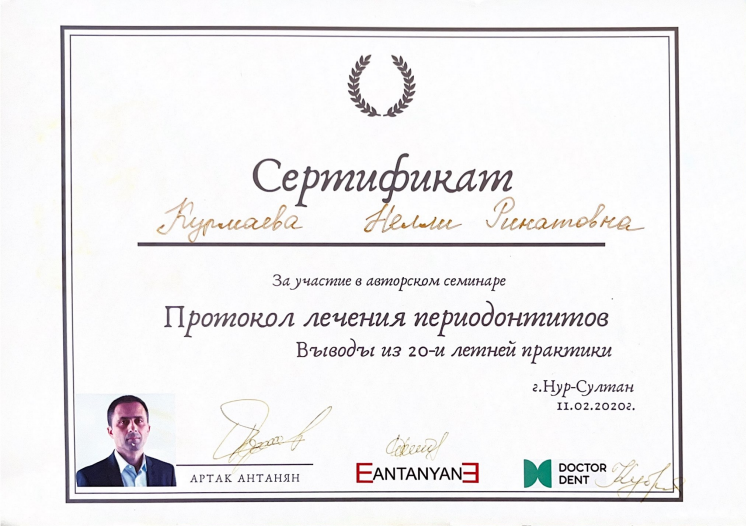 Сертификат
Курмаева Нелли Ринатовна
За участие в авторском семинаре
Протокол лечения периодонтитов
Выводы из 20-и летней практики
г.Нур-Султан
11.02.2020г.
АРТАК АНТАНЯН
EANTANYANE
DOCTOR
DENT